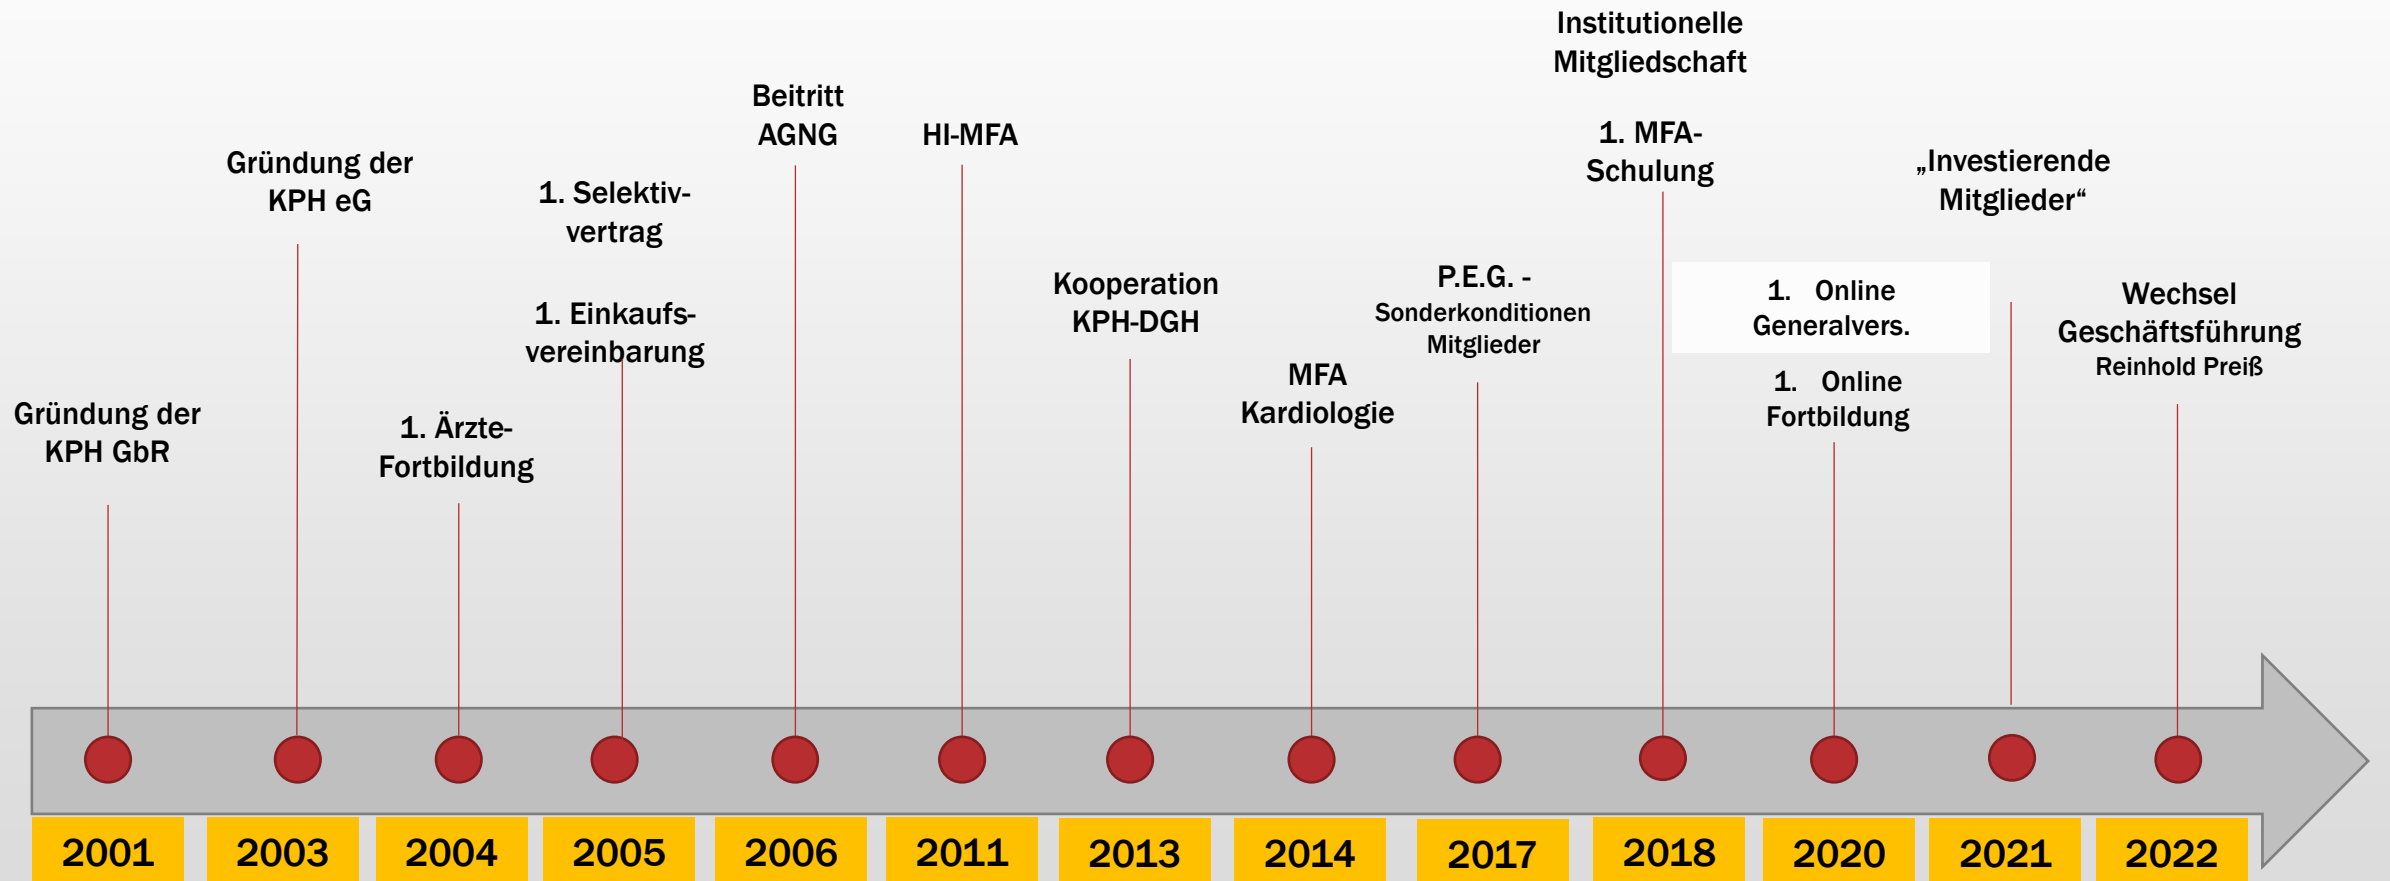 Gründung der
KPH GbR
Gründung der
KPH eG
1. Ärzte-
Fortbildung
1. Selektiv-
vertrag
1. Einkaufs-
vereinbarung
Beitritt
AGNG
HI-MFA
Kooperation
KPH-DGH
MFA
Kardiologie
P.E.G. -
Sonderkonditionen
Mitglieder
Institutionelle
Mitgliedschaft
1. MFA-
Schulung
1. Online
Generalvers.
1. Online
Fortbildung
„Investierende
Mitglieder“
Wechsel
Geschäftsführung
Reinhold Preiß
2001
2003
2004
2005
2006
2011
2013
2014
2017
2018
2020
2021
2022